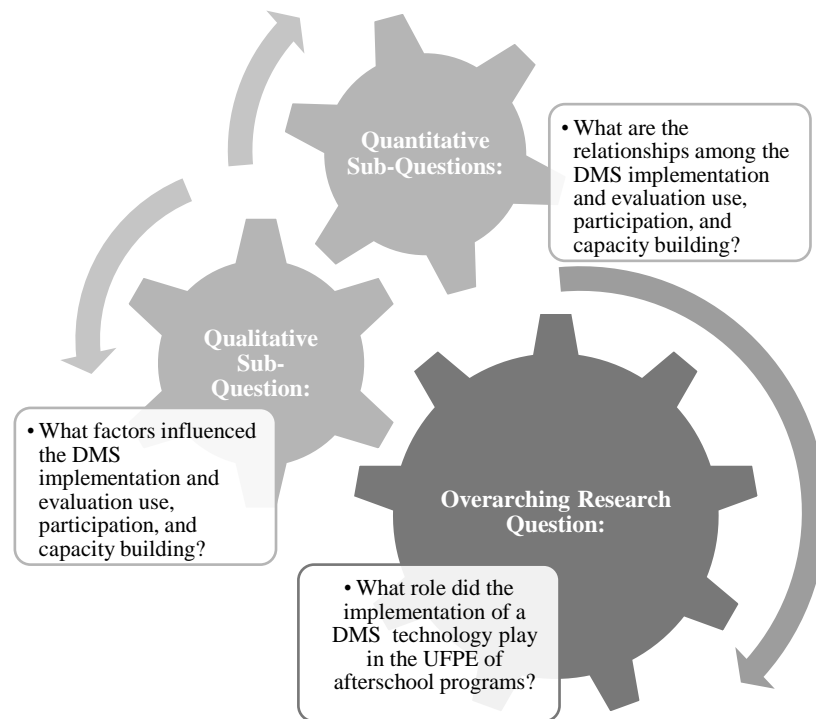 Quantitative
Sub-Questions:
• What are the
relationships among the
DMS implementation
and evaluation use,
participation, and
capacity building?
Qualitative
Sub-
Question:
• What factors influenced
the DMS
implementation and
evaluation use,
participation, and
capacity building?
Overarching Research
Question:
• What role did the
implementation of a
DMS technology play
in the UFPE of
afterschool programs?